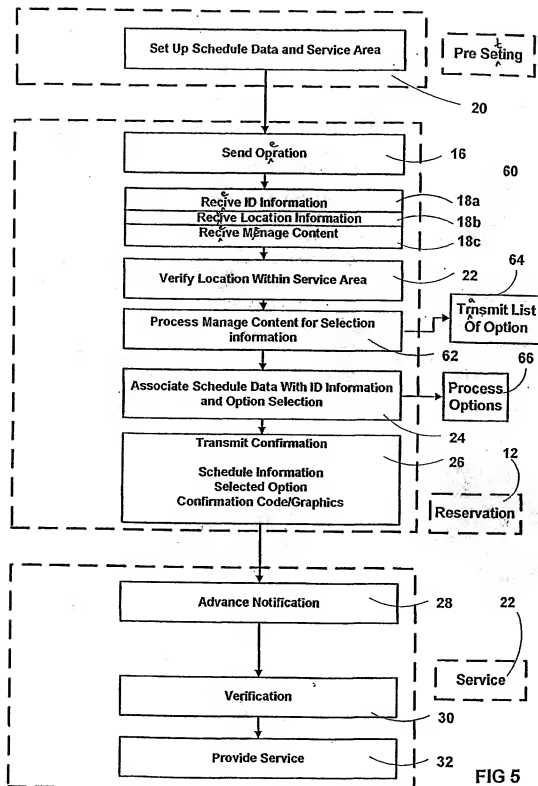 Set Up Schedule Data and Service Area
Pre Seting
t
20
Send Opration
e
16
60
Recive ID Information
e
18a
Recive Location Information
e
18b
Recive Menage Content
e
18c
64
Verify Location Within Service Area
22
Trnsmit List
a
Of Option
Process Manage Content for Selection
information
62
66
Associate Schedule Data With ID Information
and Option Selection
24
Process
Options
Transmit Confirmation
26
12
Schedule Information
Selected Option
Confirmation Code/Graphics
Reservation
Advance Notification
28
22
Service
Verification
30
Provide Service
32
FIG 5